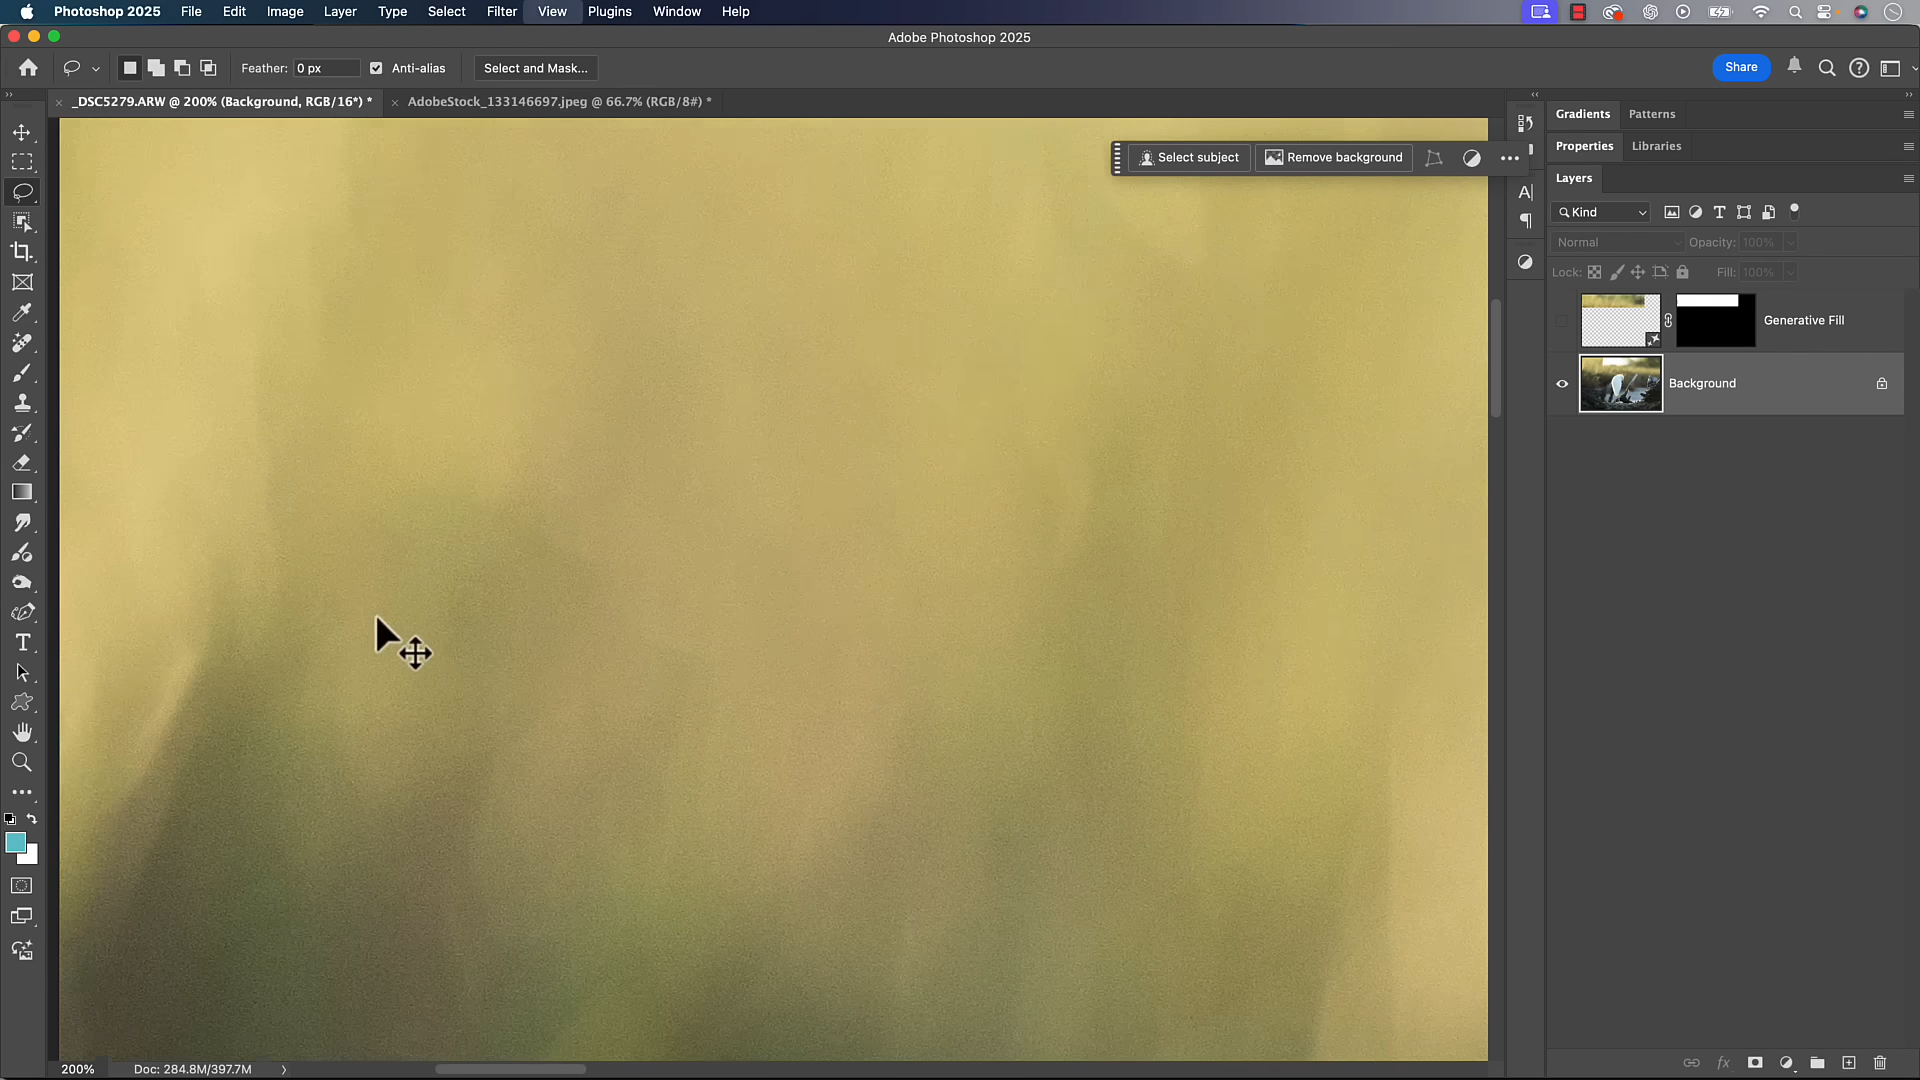 Photoshop 2025 File Edit Image Layer Type Select Filter View Plugins Window Help
Adobe Photoshop 2025
Feather: 0 px Anti-alias Select and Mask... Share
_DSC5279.ARW @ 200% (Background, RGB/16*) * AdobeStock_133146697.jpeg @ 66.7% (RGB/8#) *
Gradients Patterns
Select subject Remove background
Properties Libraries
Layers
Kind
Normal Opacity: 100%
Lock: Fill: 100%
Generative Fill
Background
200% Doc: 284.8M/397.7M